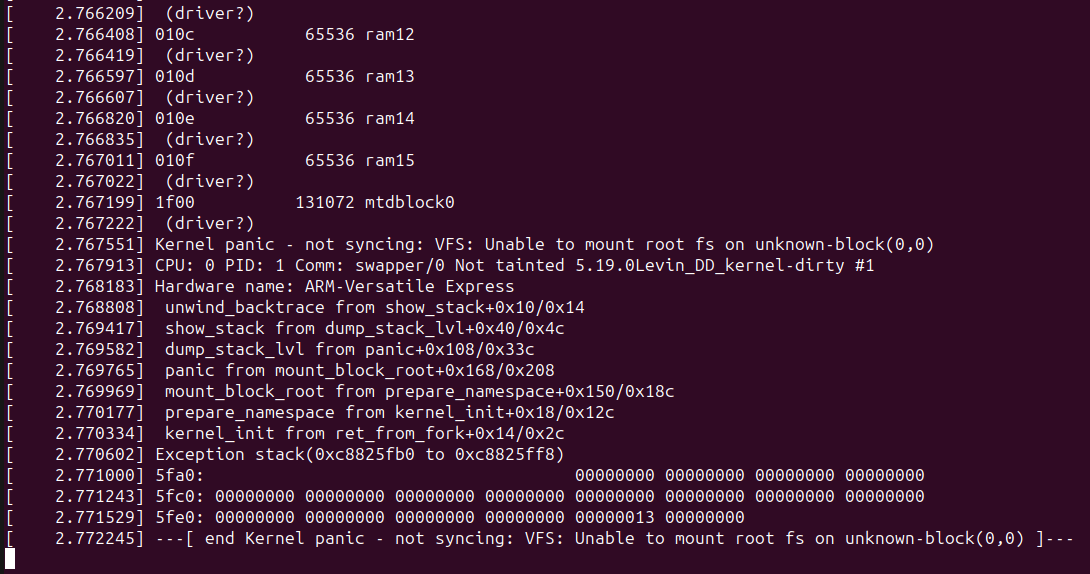 [    2.766209]  (driver?)
[    2.766408] 010c           65536 ram12
[    2.766419]  (driver?)
[    2.766597] 010d           65536 ram13
[    2.766607]  (driver?)
[    2.766820] 010e           65536 ram14
[    2.766835]  (driver?)
[    2.767011] 010f           65536 ram15
[    2.767022]  (driver?)
[    2.767199] 1f00          131072 mtdblock0
[    2.767222]  (driver?)
[    2.767551] Kernel panic - not syncing: VFS: Unable to mount root fs on unknown-block(0,0)
[    2.767913] CPU: 0 PID: 1 Comm: swapper/0 Not tainted 5.19.0Levin_DD_kernel-dirty #1
[    2.768183] Hardware name: ARM-Versatile Express
[    2.768808]  unwind_backtrace from show_stack+0x10/0x14
[    2.769417]  show_stack from dump_stack_lvl+0x40/0x4c
[    2.769582]  dump_stack_lvl from panic+0x108/0x33c
[    2.769765]  panic from mount_block_root+0x168/0x208
[    2.769969]  mount_block_root from prepare_namespace+0x150/0x18c
[    2.770177]  prepare_namespace from kernel_init+0x18/0x12c
[    2.770334]  kernel_init from ret_from_fork+0x14/0x2c
[    2.770602] Exception stack(0xc8825fb0 to 0xc8825ff8)
[    2.771000] 5fa0:                                     00000000 00000000 00000000 00000000
[    2.771243] 5fc0: 00000000 00000000 00000000 00000000 00000000 00000000 00000000 00000000
[    2.771529] 5fe0: 00000000 00000000 00000000 00000000 00000013 00000000
[    2.772245] ---[ end Kernel panic - not syncing: VFS: Unable to mount root fs on unknown-block(0,0) ]---